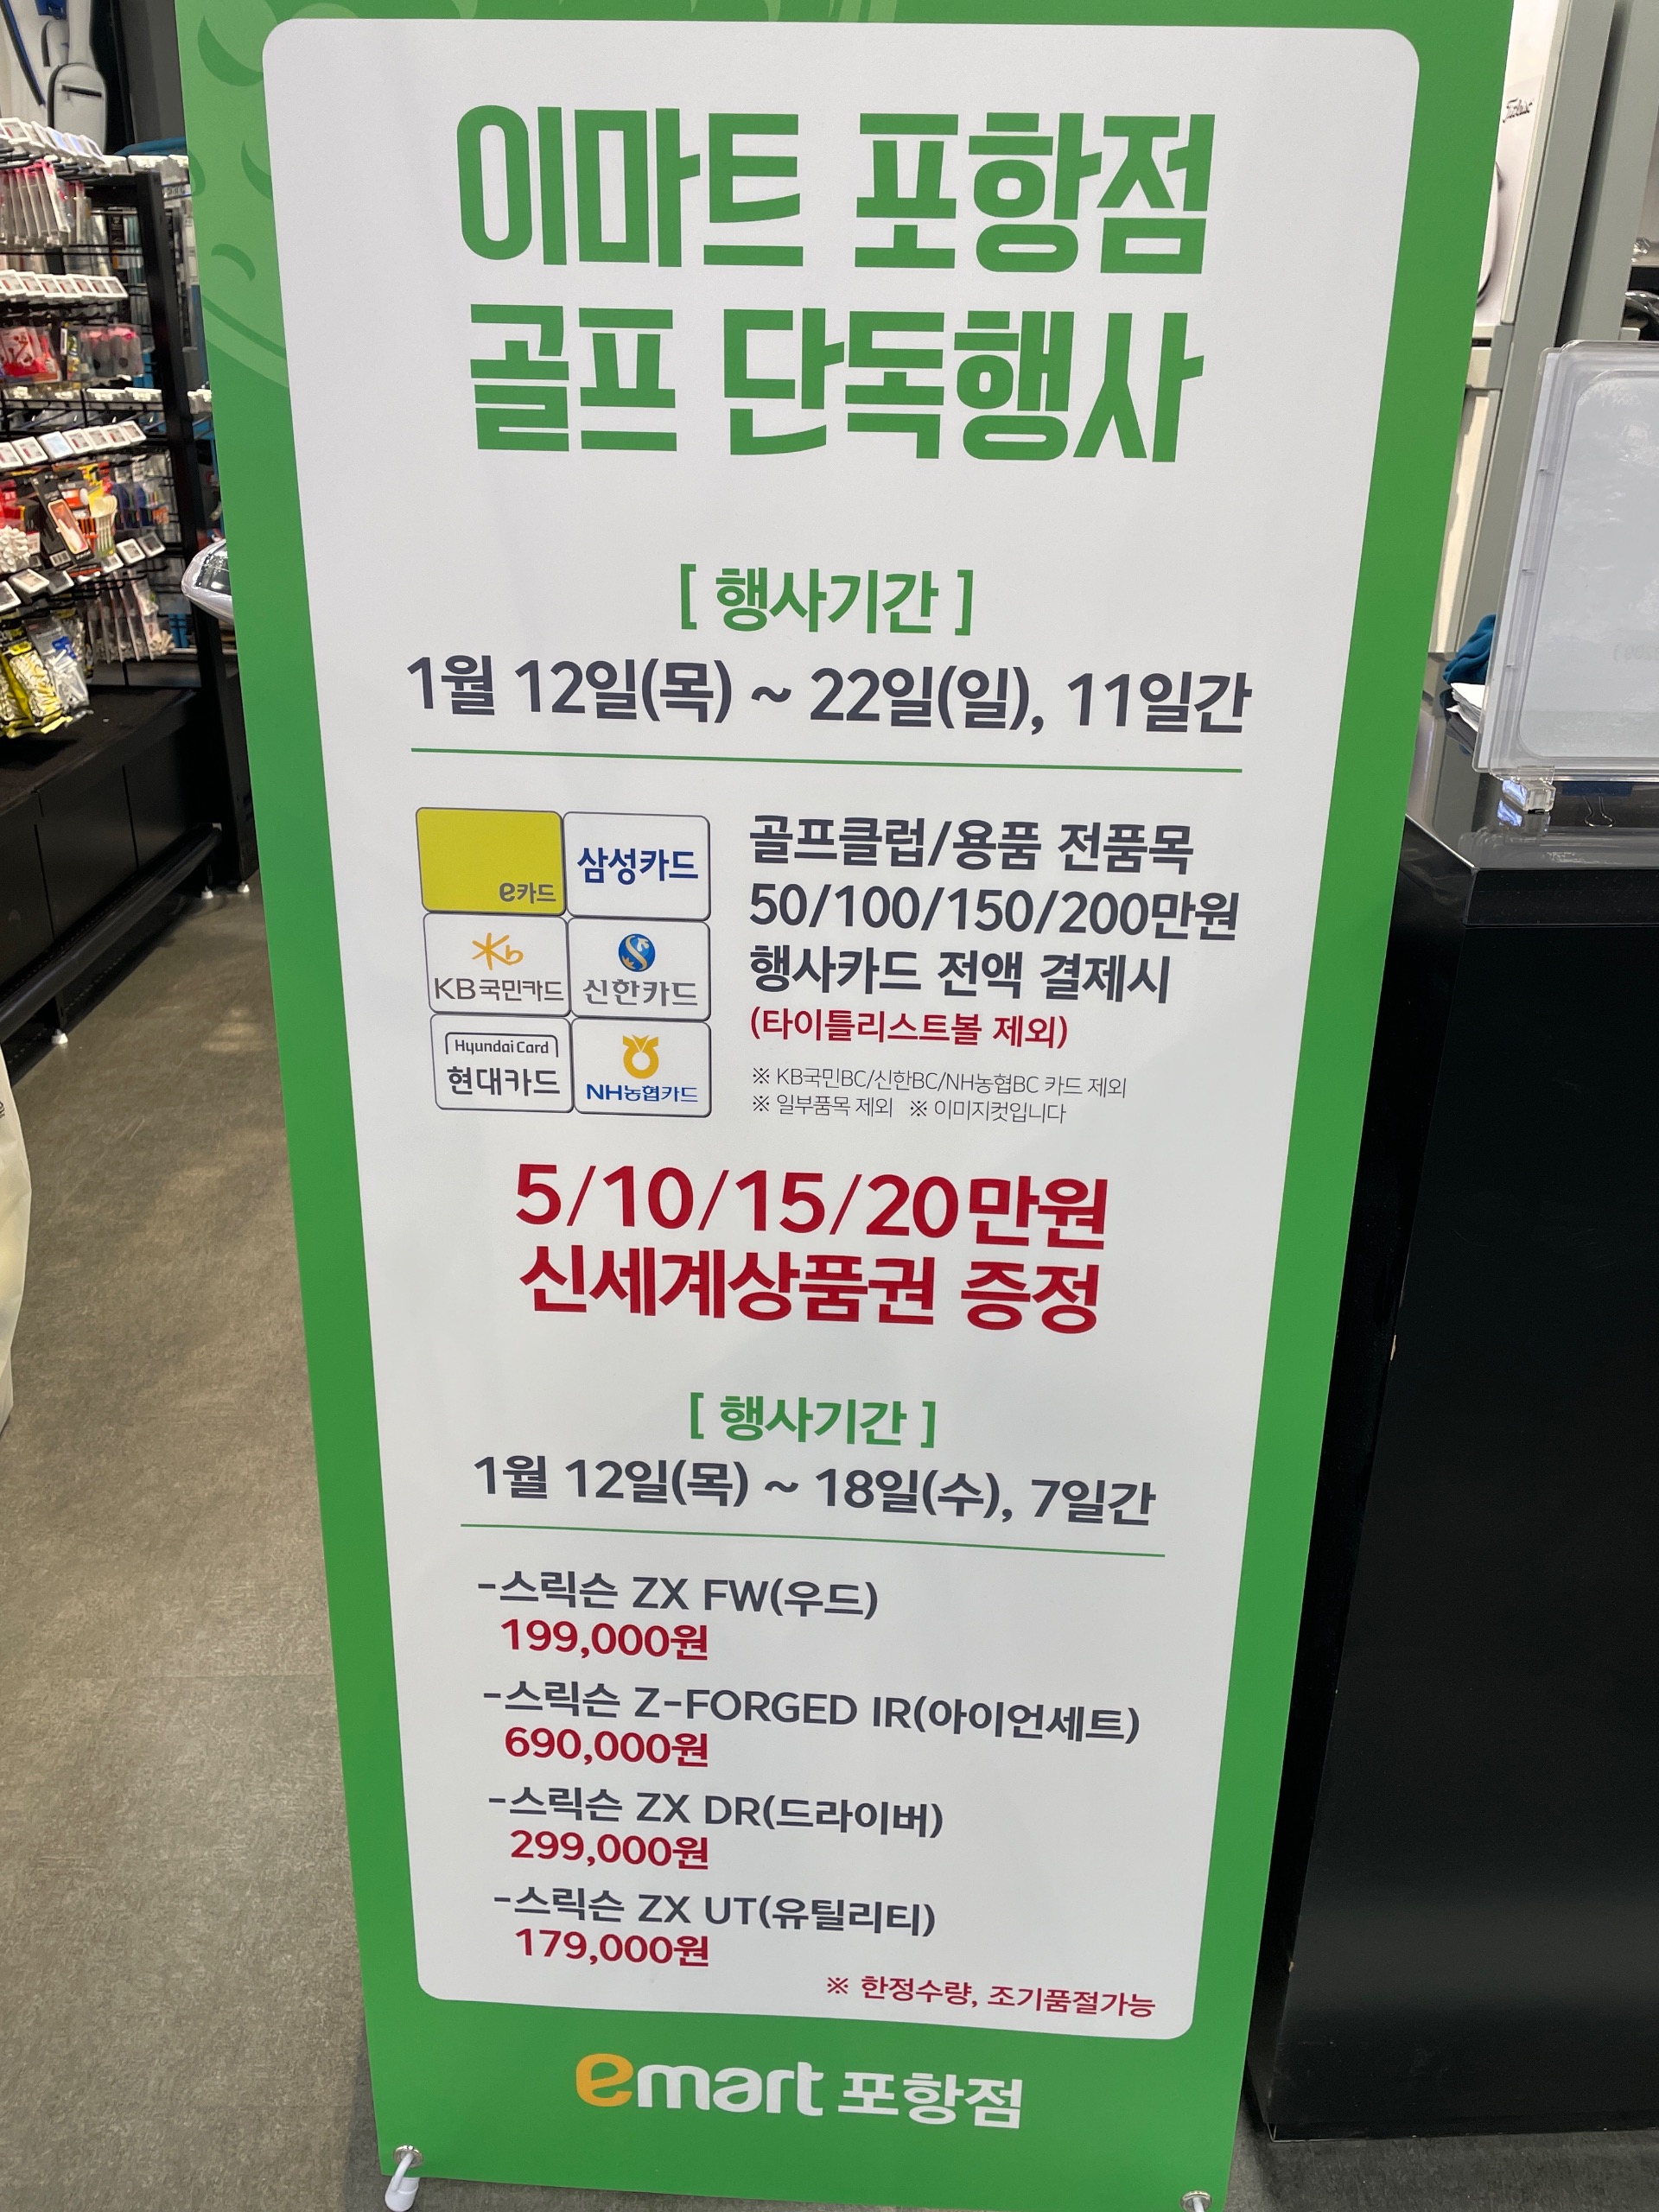 이마트 포항점
골프 단독행사
[ 행사기간 ]
1월 12일(목) ~ 22일(일), 11일간
e카드
삼성카드
KB국민카드
신한카드
HyundaiCard
현대카드
NH농협카드
골프클럽/용품 전품목
50/100/150/200만원
행사카드 전액 결제시
(타이틀리스트볼 제외)
※ KB국민BC/신한BC/NH농협BC 카드 제외
※ 일부품목 제외 ※ 이미지컷입니다
5/10/15/20만원
신세계상품권 증정
[ 행사기간 ]
1월 12일(목) ~ 18일(수), 7일간
-스릭슨 ZX FW(우드)
199,000원
-스릭슨 Z-FORGED IR(아이언세트)
690,000원
-스릭슨 ZX DR(드라이버)
299,000원
-스릭슨 ZX UT(유틸리티)
179,000원
※ 한정수량, 조기품절가능
emart 포항점
Titleist